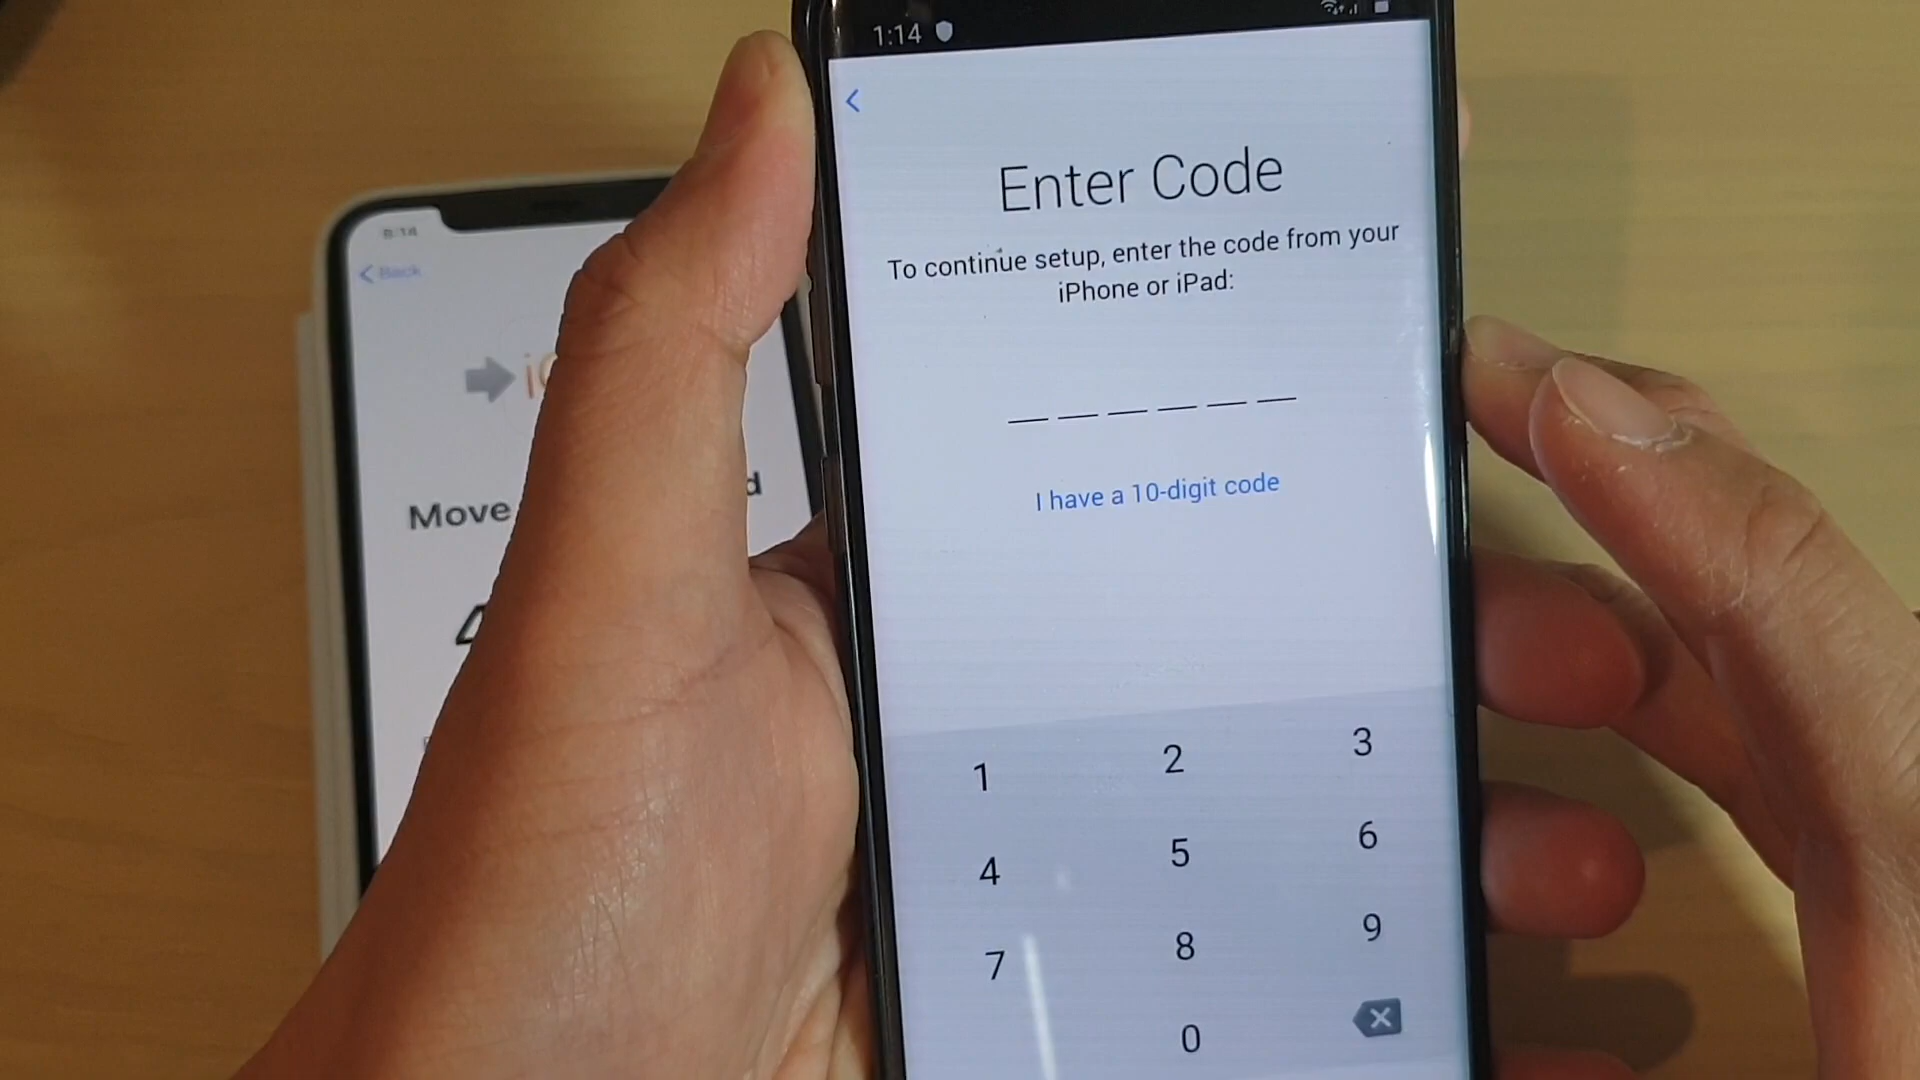 1:14
<
Enter Code
To continue setup, enter the code from your
iPhone or iPad:
I have a 10-digit code
1 2 3
4 5 6
7 8 9
0
< Back
Move